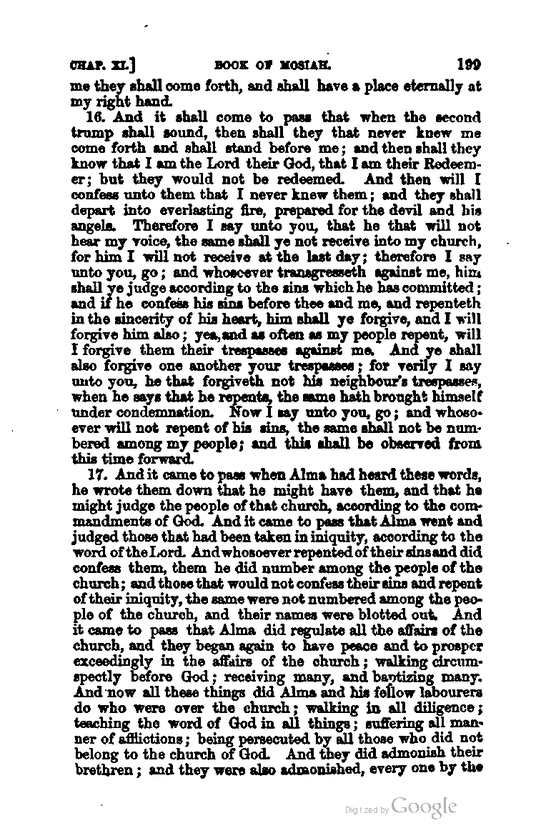 CHAP. XI.] BOOK OF MOSIAH. 199
me they shall come forth, and shall have a place eternally at
my right hand.
16. And it shall come to pass that when the second
trump shall sound, then shall they that never knew me
come forth and shall stand before me; and then shall they
know that I am the Lord their God, that I am their Redeem-
er; but they would not be redeemed. And then will I
confess unto them that I never knew them; and they shall
depart into everlasting fire, prepared for the devil and his
angels. Therefore I say unto you, that he that will not
hear my voice, the same shall ye not receive into my church,
for him I will not receive at the last day; therefore I say
unto you, go; and whosoever transgresseth against me, him
shall ye judge according to the sins which he has committed;
and if he confess his sins before thee and me, and repenteth
in the sincerity of his heart, him shall ye forgive, and I will
forgive him also; yea, and as often as my people repent, will
I forgive them their trespasses against me. And ye shall
also forgive one another your trespasses; for verily I say
unto you, he that forgiveth not his neighbour's trespasses,
when he says that he repents, the same hath brought himself
under condemnation. Now I say unto you, go; and whoso-
ever will not repent of his sins, the same shall not be num-
bered among my people; and this shall be observed from
this time forward.
17. And it came to pass when Alma had heard these words,
he wrote them down that he might have them, and that he
might judge the people of that church, according to the com-
mandments of God. And it came to pass that Alma went and
judged those that had been taken in iniquity, according to the
word of the Lord. And whosoever repented of their sins and did
confess them, them he did number among the people of the
church; and those that would not confess their sins and repent
of their iniquity, the same were not numbered among the peo-
ple of the church, and their names were blotted out. And
it came to pass that Alma did regulate all the affairs of the
church, and they began again to have peace and to prosper
exceedingly in the affairs of the church; walking circum-
spectly before God; receiving many, and baptizing many.
And now all these things did Alma and his fellow labourers
do who were over the church; walking in all diligence;
teaching the word of God in all things; suffering all man-
ner of afflictions; being persecuted by all those who did not
belong to the church of God. And they did admonish their
brethren; and they were also admonished, every one by the
Digitized by Google